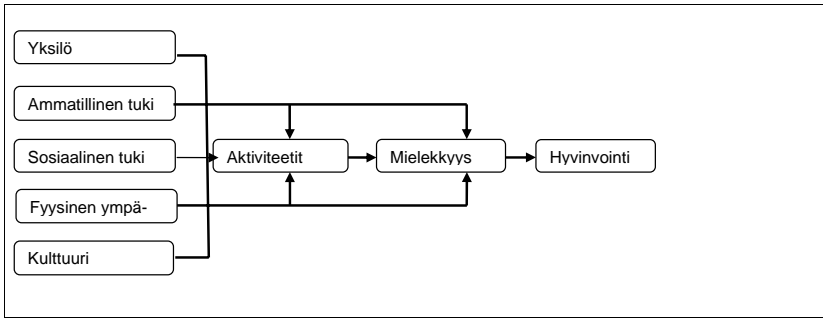 Yksilö
Ammatillinen tuki
Sosiaalinen tuki
Aktiviteetit
Mielekkyys
Hyvinvointi
Fyysinen ympä-
Kulttuuri